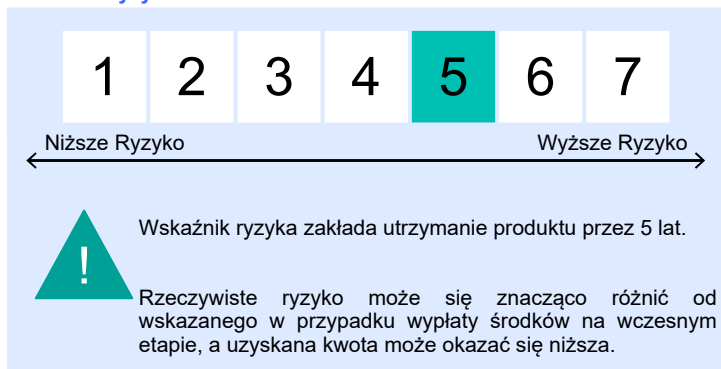 1 2 3 4 5 6 7
Niższe Ryzyko Wyższe Ryzyko
!
Wskaźnik ryzyka zakłada utrzymanie produktu przez 5 lat.
Rzeczywiste ryzyko może się znacząco różnić od
wskazanego w przypadku wypłaty środków na wczesnym
etapie, a uzyskana kwota może okazać się niższa.